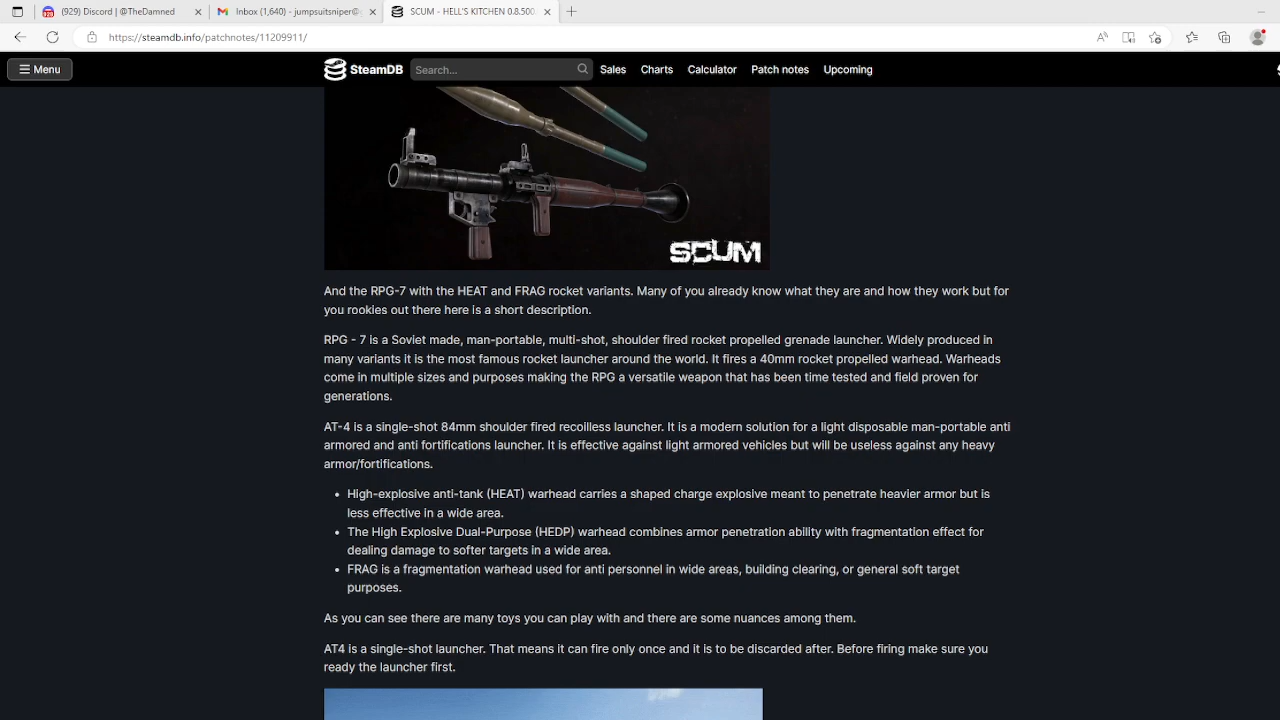 (929) Discord | @TheDamned
Inbox (1,640) - jumpsuitsniper@
SCUM - HELL'S KITCHEN 0.8.500
https://steamdb.info/patchnotes/11209911/
Menu
SteamDB
Search...
Sales
Charts
Calculator
Patch notes
Upcoming
SCUM
And the RPG-7 with the HEAT and FRAG rocket variants. Many of you already know what they are and how they work but for
you rookies out there here is a short description.
RPG - 7 is a Soviet made, man-portable, multi-shot, shoulder fired rocket propelled grenade launcher. Widely produced in
many variants it is the most famous rocket launcher around the world. It fires a 40mm rocket propelled warhead. Warheads
come in multiple sizes and purposes making the RPG a versatile weapon that has been time tested and field proven for
generations.
AT-4 is a single-shot 84mm shoulder fired recoilless launcher. It is a modern solution for a light disposable man-portable anti
armored and anti fortifications launcher. It is effective against light armored vehicles but will be useless against any heavy
armor/fortifications.
• High-explosive anti-tank (HEAT) warhead carries a shaped charge explosive meant to penetrate heavier armor but is
less effective in a wide area.
• The High Explosive Dual-Purpose (HEDP) warhead combines armor penetration ability with fragmentation effect for
dealing damage to softer targets in a wide area.
• FRAG is a fragmentation warhead used for anti personnel in wide areas, building clearing, or general soft target
purposes.
As you can see there are many toys you can play with and there are some nuances among them.
AT4 is a single-shot launcher. That means it can fire only once and it is to be discarded after. Before firing make sure you
ready the launcher first.